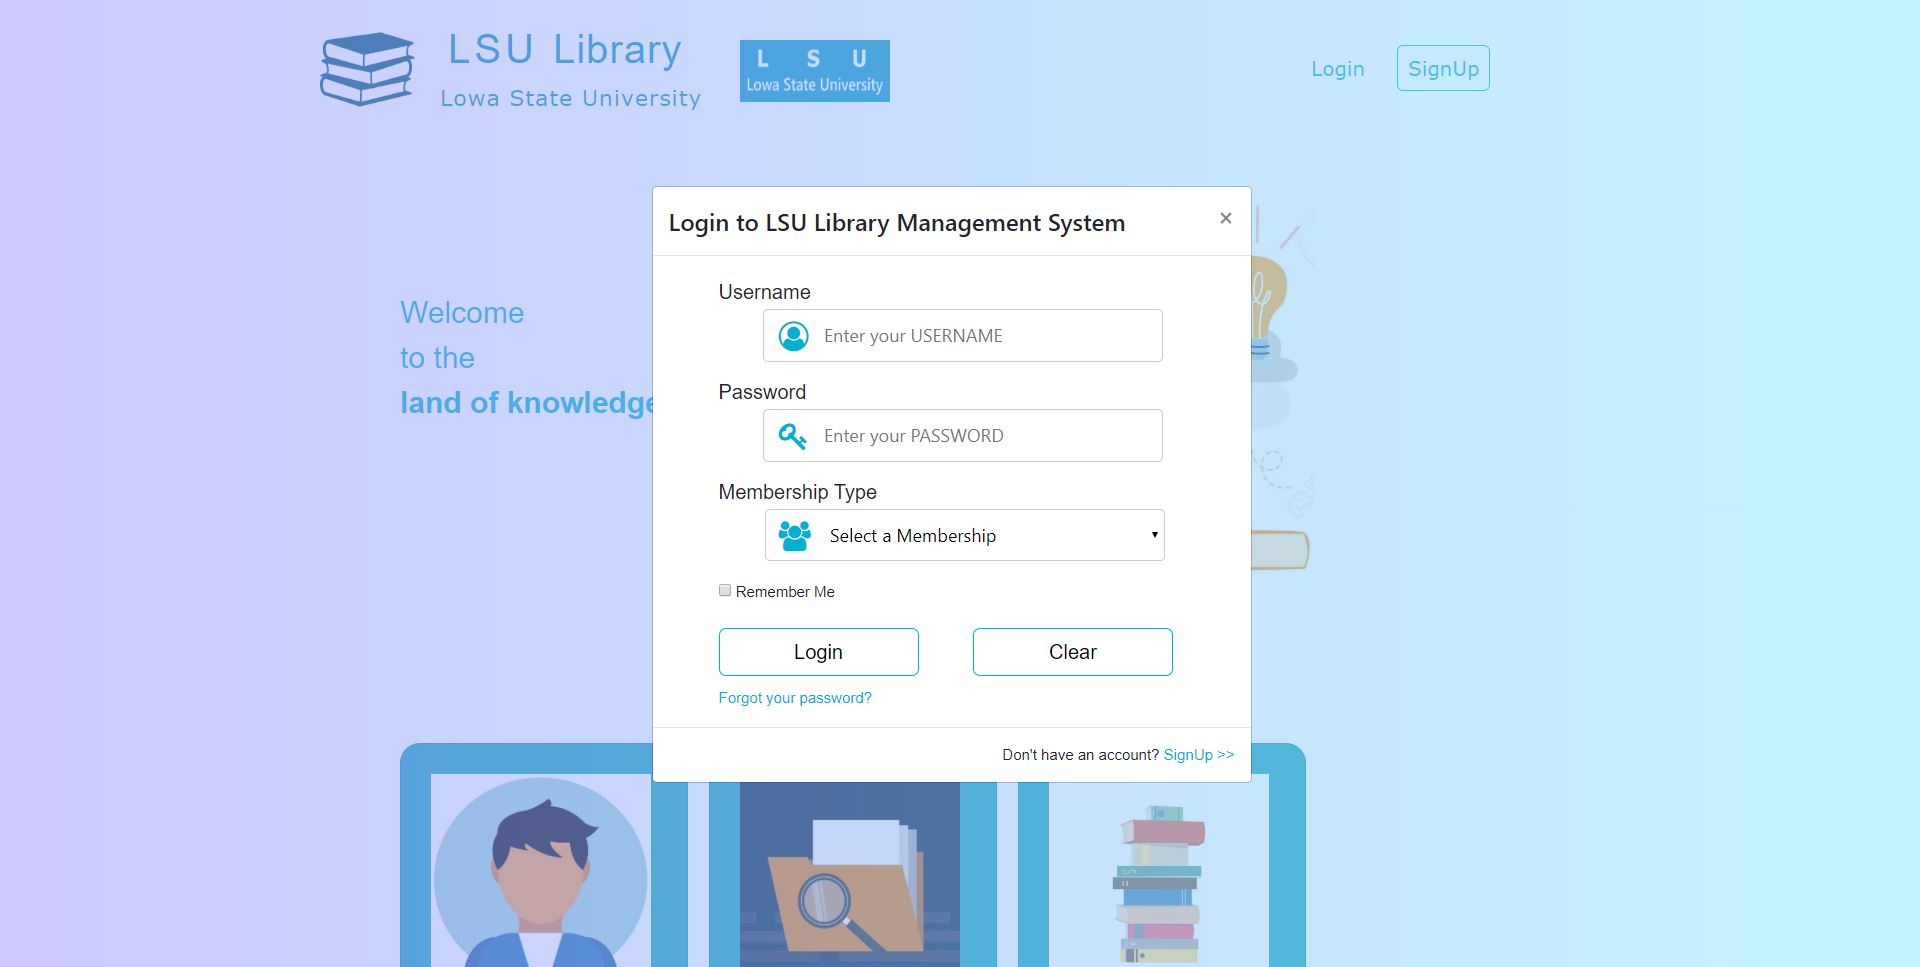 LSU Library
Lowa State University
L S U
Lowa State University
Login
SignUp
Welcome
to the
land of knowledge
Login to LSU Library Management System
×
Username
Enter your USERNAME
Password
Enter your PASSWORD
Membership Type
Select a Membership
Remember Me
Login
Clear
Forgot your password?
Don't have an account? SignUp >>